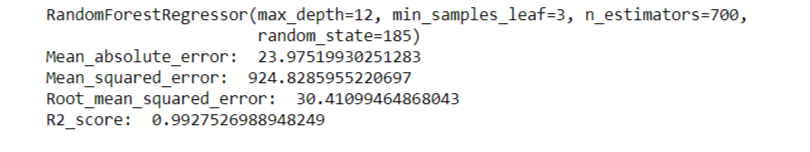 RandomForestRegressor(max_depth=12, min_samples_leaf=3, n_estimators=700,
random_state=185)
Mean_absolute_error: 23.97519930251283
Mean_squared_error: 924.8285955220697
Root_mean_squared_error: 30.41099464868043
R2_score: 0.9927526988948249